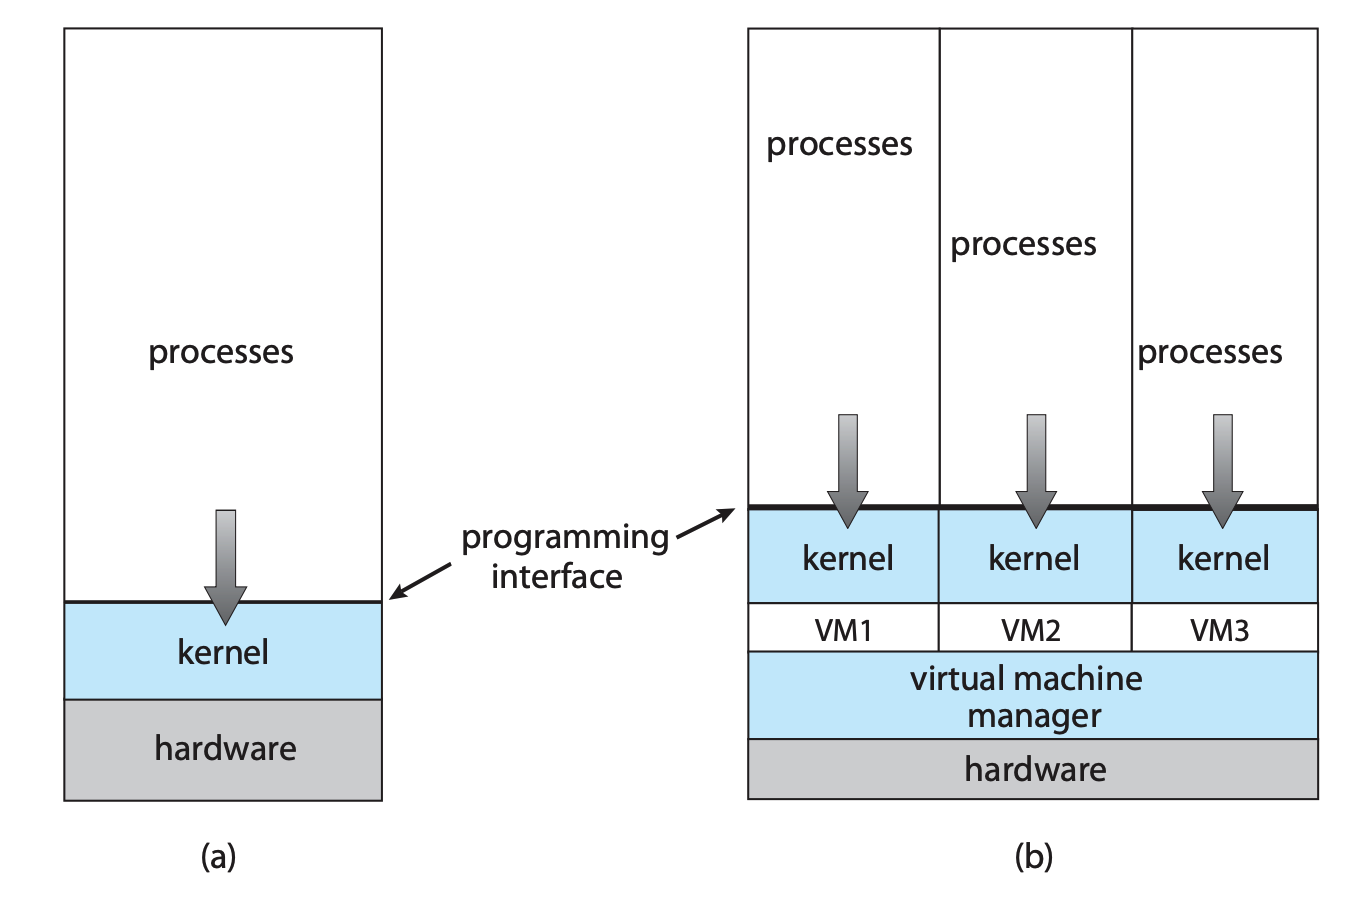 processes
kernel
hardware
(a)
programming
interface
processes
processes
processes
kernel
kernel
kernel
VM1
VM2
VM3
virtual machine
manager
hardware
(b)